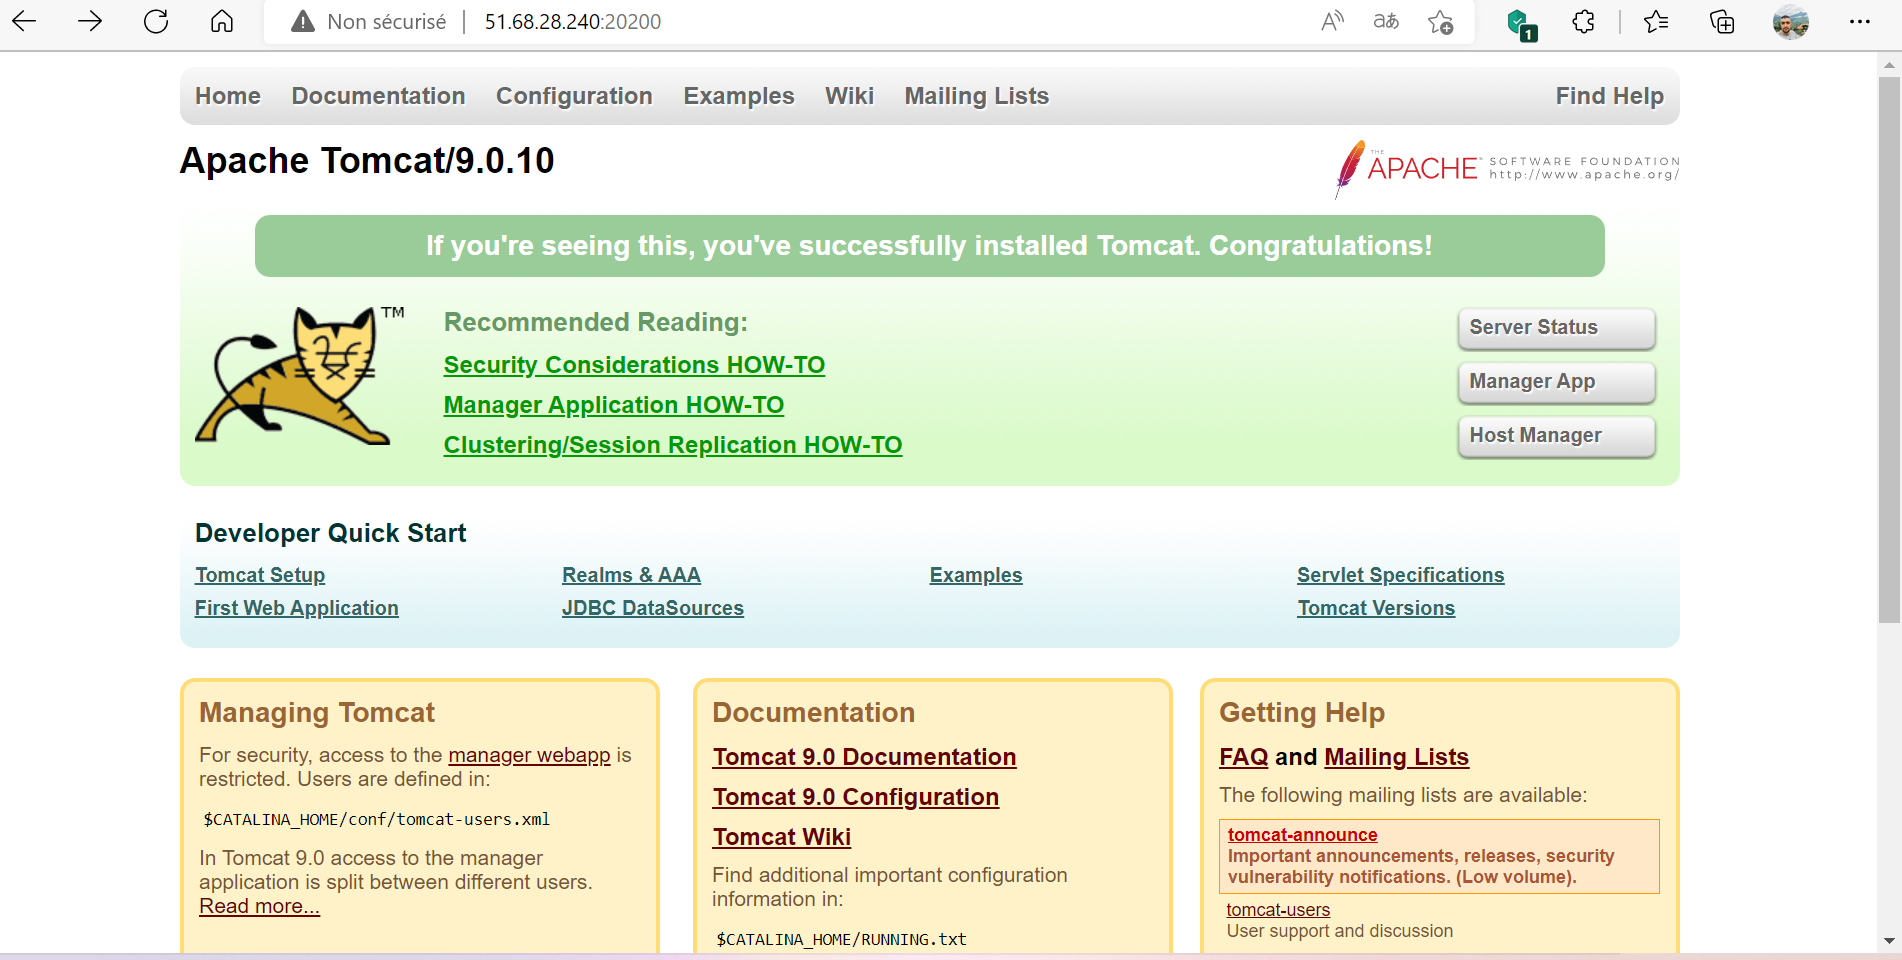 Non sécurisé | 51.68.28.240:20200
1
Home Documentation Configuration Examples Wiki Mailing Lists Find Help
Apache Tomcat/9.0.10
THE APACHE™ SOFTWARE FOUNDATION
http://www.apache.org/
If you're seeing this, you've successfully installed Tomcat. Congratulations!
TM
Recommended Reading:
Security Considerations HOW-TO
Manager Application HOW-TO
Clustering/Session Replication HOW-TO
Server Status
Manager App
Host Manager
Developer Quick Start
Tomcat Setup
First Web Application
Realms & AAA
JDBC DataSources
Examples
Servlet Specifications
Tomcat Versions
Managing Tomcat
For security, access to the manager webapp is
restricted. Users are defined in:
$CATALINA_HOME/conf/tomcat-users.xml
In Tomcat 9.0 access to the manager
application is split between different users.
Read more...
Documentation
Tomcat 9.0 Documentation
Tomcat 9.0 Configuration
Tomcat Wiki
Find additional important configuration
information in:
$CATALINA_HOME/RUNNING.txt
Getting Help
FAQ and Mailing Lists
The following mailing lists are available:
tomcat-announce
Important announcements, releases, security
vulnerability notifications. (Low volume).
tomcat-users
User support and discussion